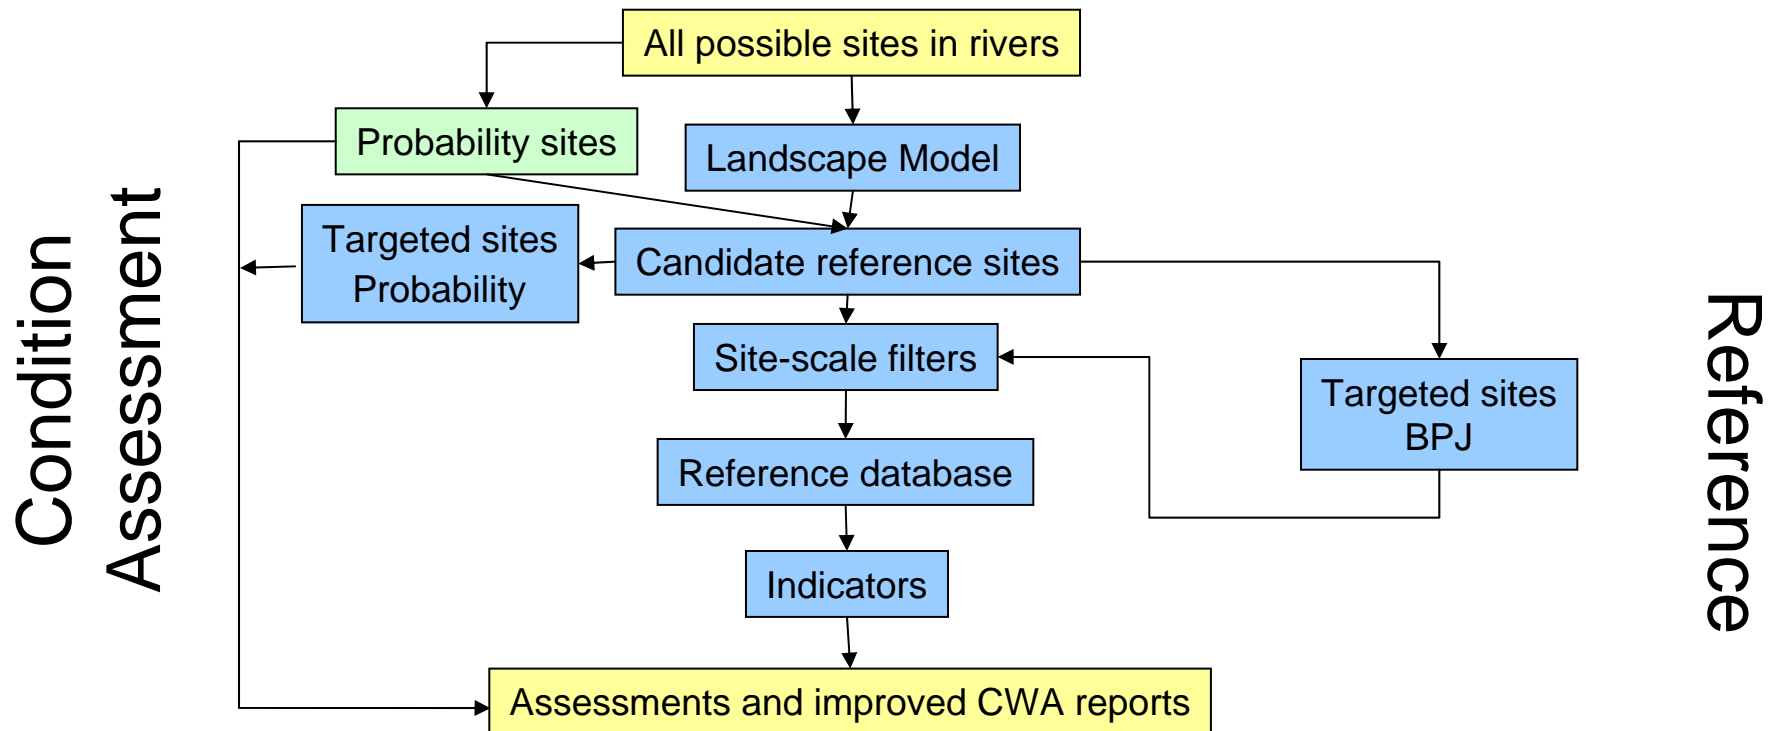 All possible sites in rivers
Probability sites
Landscape Model
Condition
Assessment
Targeted sites
Probability
Candidate reference sites
Site-scale filters
Targeted sites
BPJ
Reference
Reference database
Indicators
Assessments and improved CWA reports